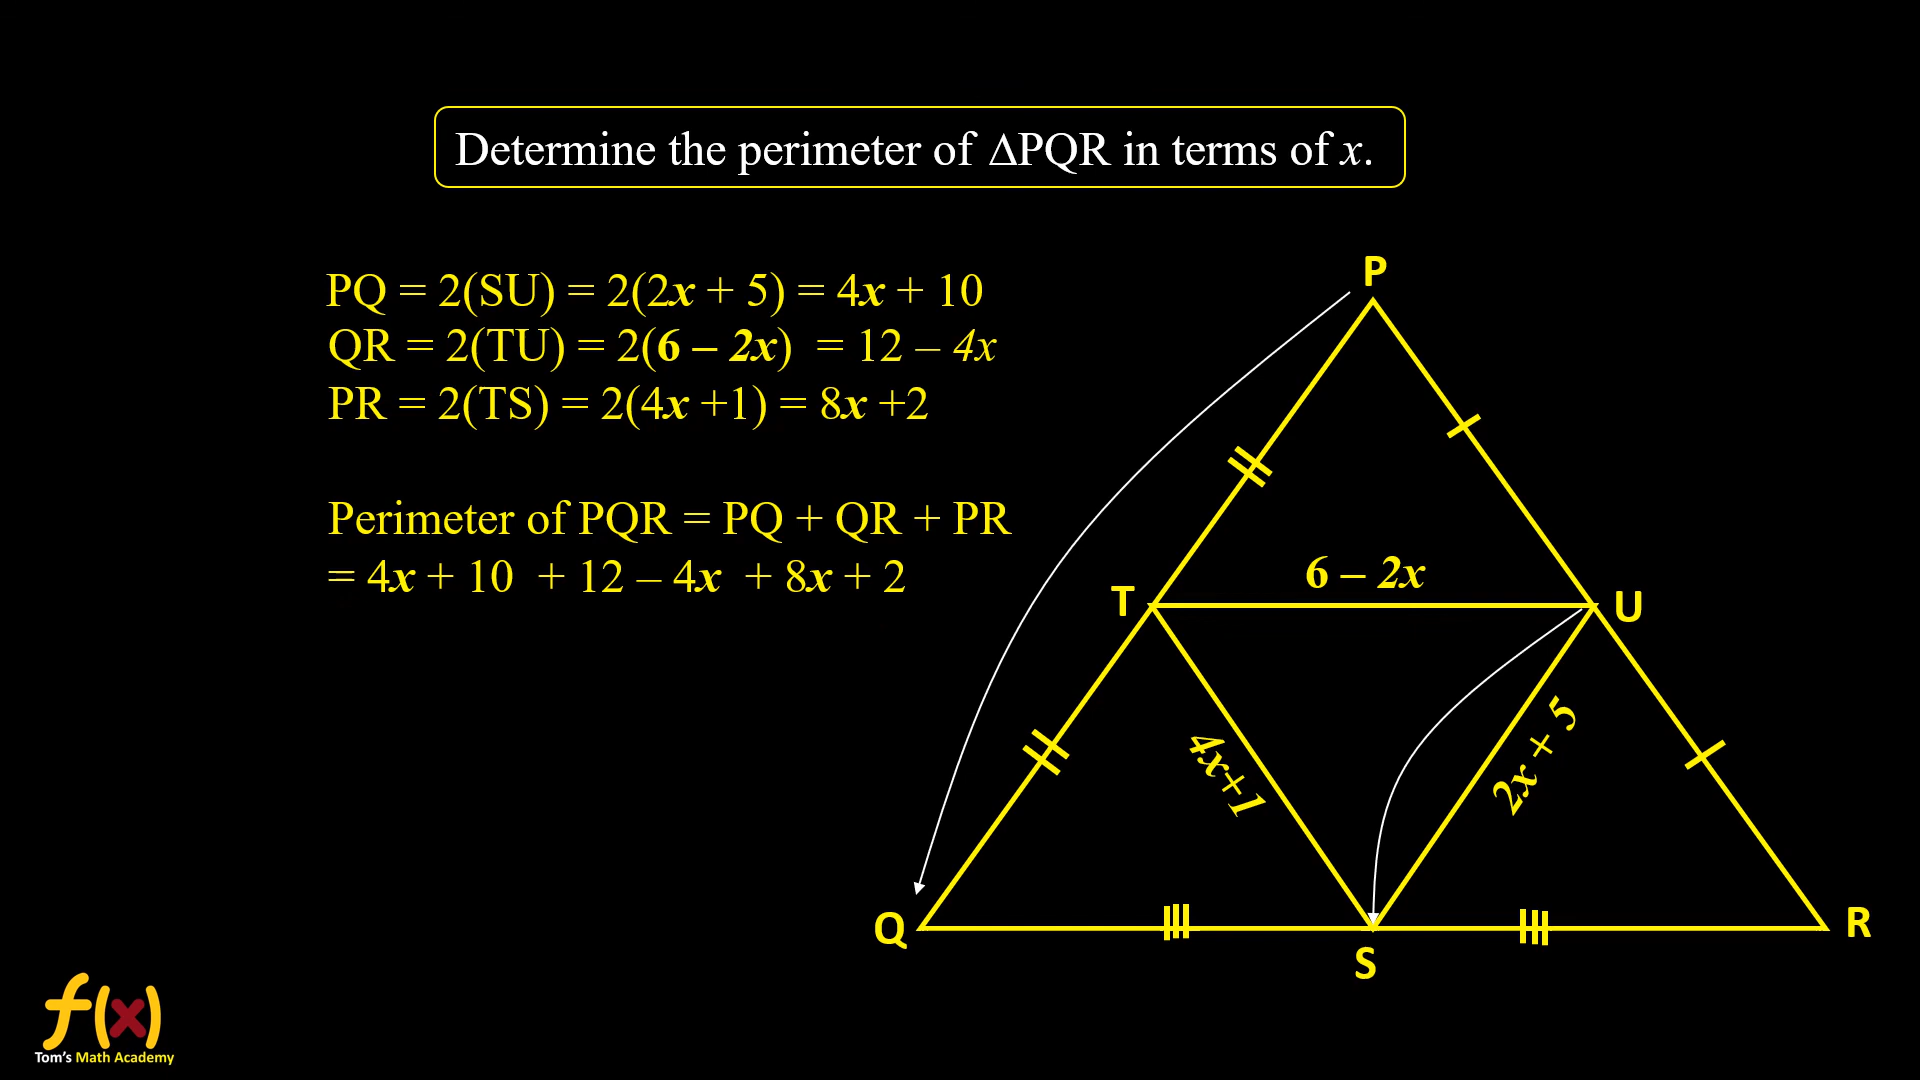 Determine the perimeter of ΔPQR in terms of x.
PQ = 2(SU) = 2(2x + 5) = 4x + 10
QR = 2(TU) = 2(6 – 2x) = 12 – 4x
PR = 2(TS) = 2(4x +1) = 8x +2
Perimeter of PQR = PQ + QR + PR
= 4x + 10 + 12 – 4x + 8x + 2
P
6 – 2x
T
U
4x+1
2x + 5
Q
R
S
f(x)
Tom's Math Academy